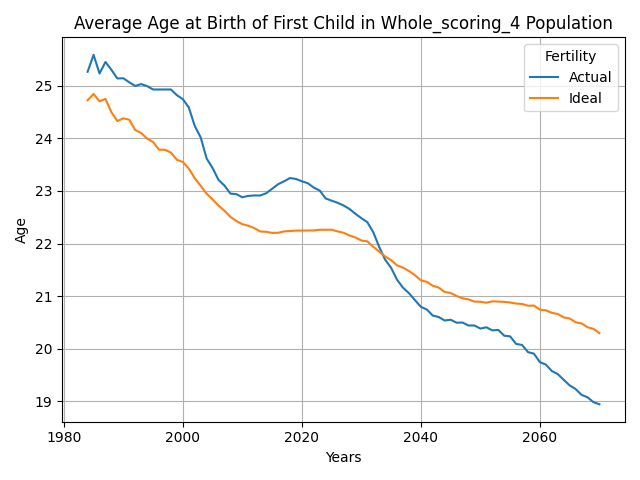 Average Age at Birth of First Child in Whole_scoring_4 Population
Fertility
Actual
Ideal
Age
25
24
23
22
21
20
19
1980
2000
2020
2040
2060
Years